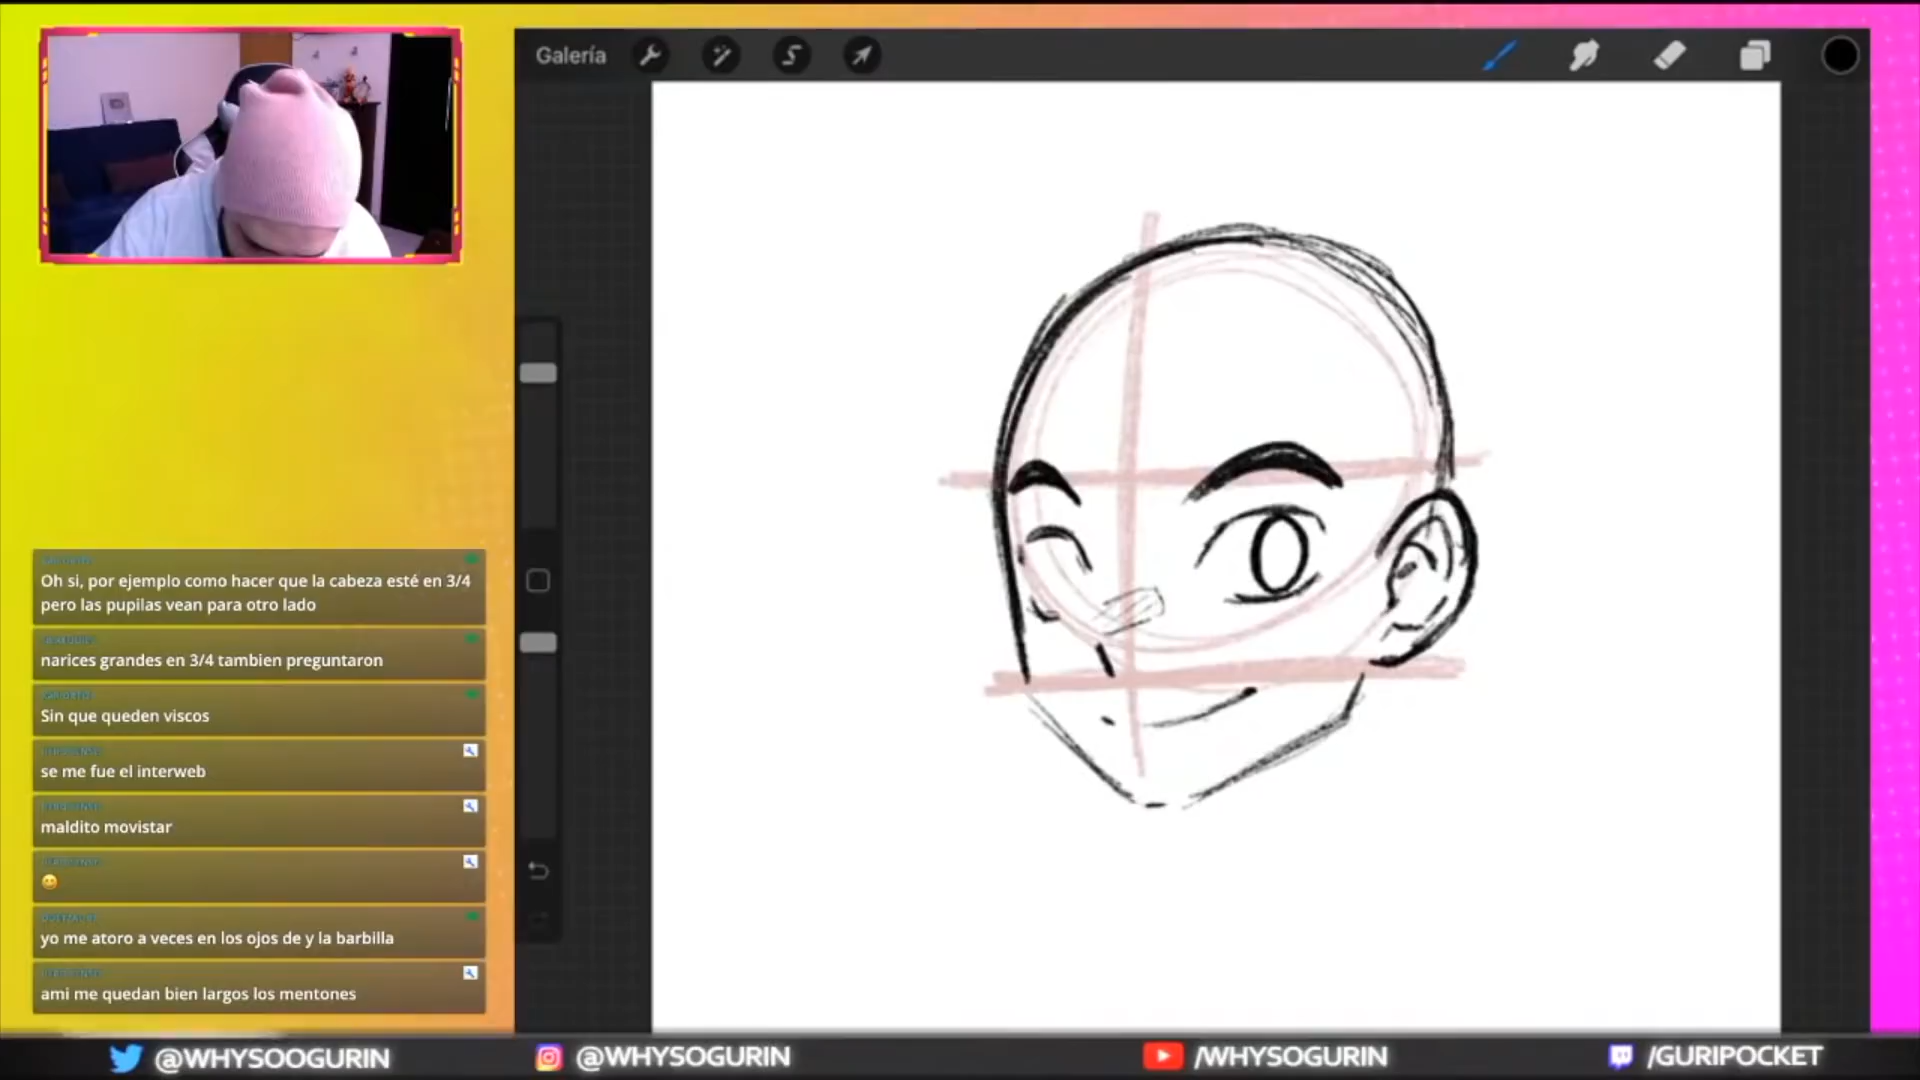 Galería
Oh si, por ejemplo como hacer que la cabeza esté en 3/4
pero las pupilas vean para otro lado
narices grandes en 3/4 tambien preguntaron
Sin que queden viscos
se me fue el interweb
maldito movistar
yo me atoro a veces en los ojos de y la barbilla
ami me quedan bien largos los mentones
@WHYSOOGURIN
@WHYSOGURIN
/WHYSOGURIN
/GURIPOCKET